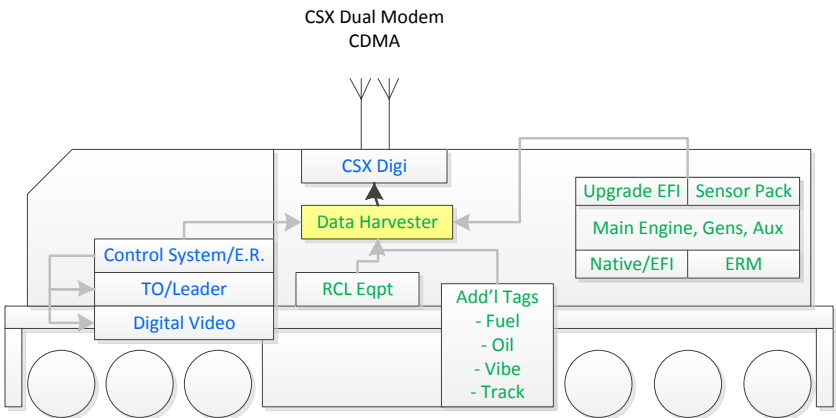 CSX Dual Modem
CDMA
CSX Digi
Upgrade EFI
Sensor Pack
Data Harvester
Main Engine, Gens, Aux
Control System/E.R.
Native/EFI
ERM
TO/Leader
RCL Eqpt
Add'l Tags
- Fuel
- Oil
- Vibe
- Track
Digital Video